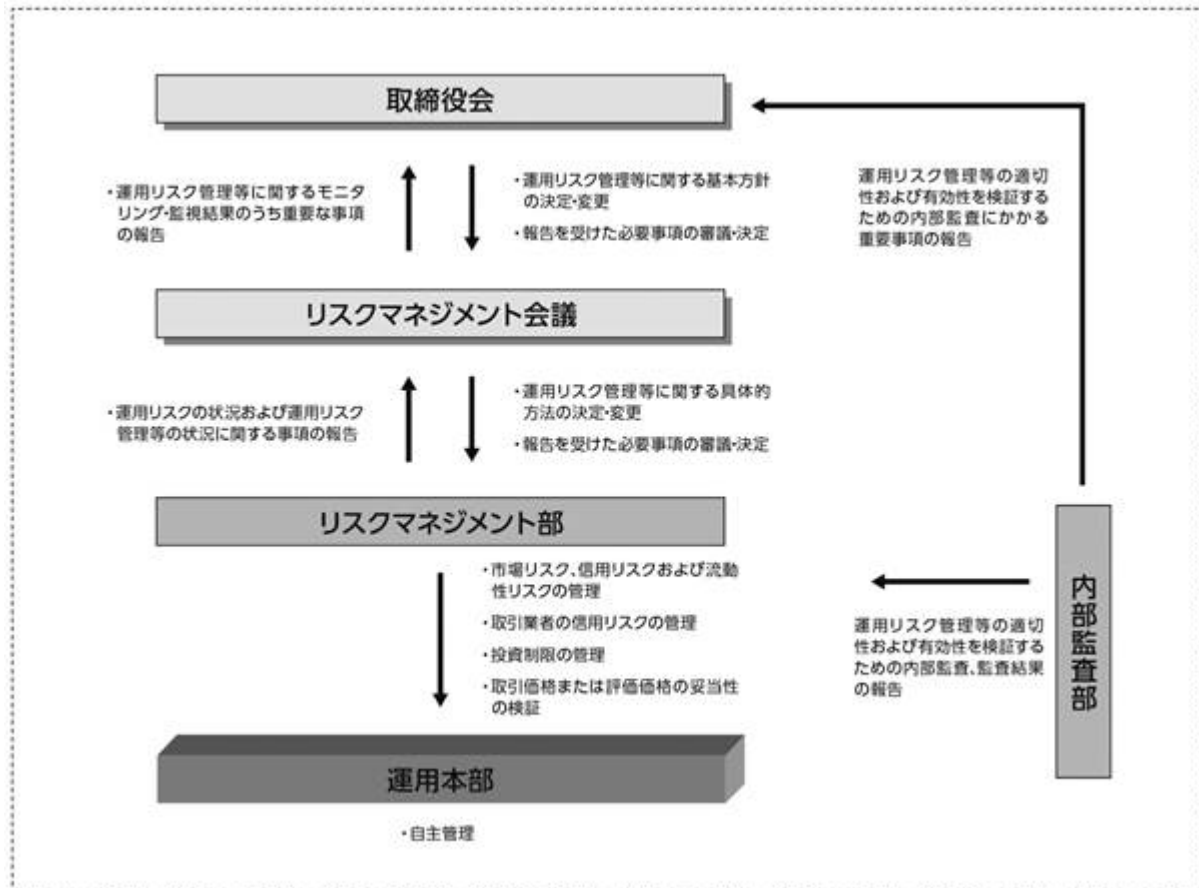 取締役会
・運用リスク管理等に関するモニタ
リング・監視結果のうち重要な事項
の報告
・運用リスク管理等に関する基本方針
の決定・変更
・報告を受けた必要事項の審議・決定
運用リスク管理等の適切
性および有効性を検証する
ための内部監査にかかる
重要事項の報告
リスクマネジメント会議
・運用リスクの状況および運用リスク
管理等の状況に関する事項の報告
・運用リスク管理等に関する具体的
方法の決定・変更
・報告を受けた必要事項の審議・決定
リスクマネジメント部
・市場リスク、信用リスクおよび流動
性リスクの管理
・取引業者の信用リスクの管理
・投資制限の管理
・取引価格または評価価格の妥当性
の検証
運用リスク管理等の適切
性および有効性を検証する
ための内部監査、監査結果
の報告
内部監査部
運用本部
・自主管理